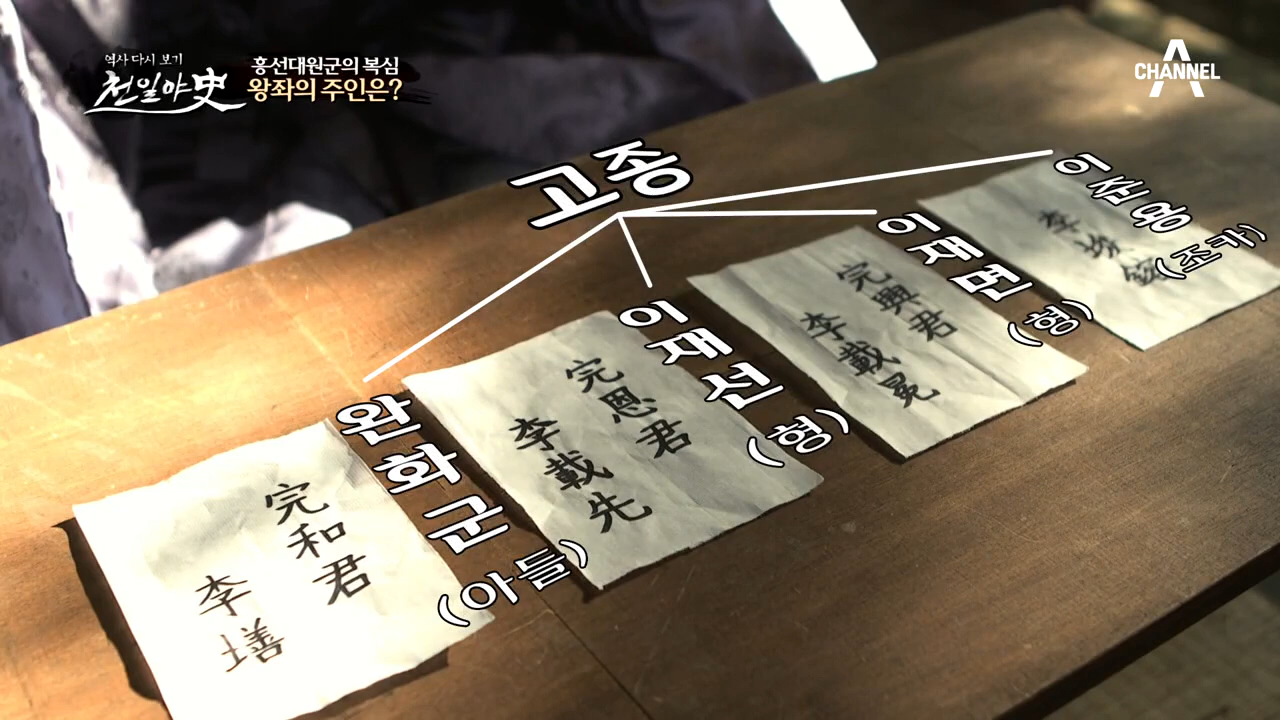 역사 다시 보기
천일야史
흥선대원군의 복심
왕좌의 주인은?
CHANNEL A
고종
이준용
(조카)
李埈鎔
이재면
(형)
完興君
李載冕
이재선
(형)
完恩君
李載先
완화군
(아들)
完和君
李墡